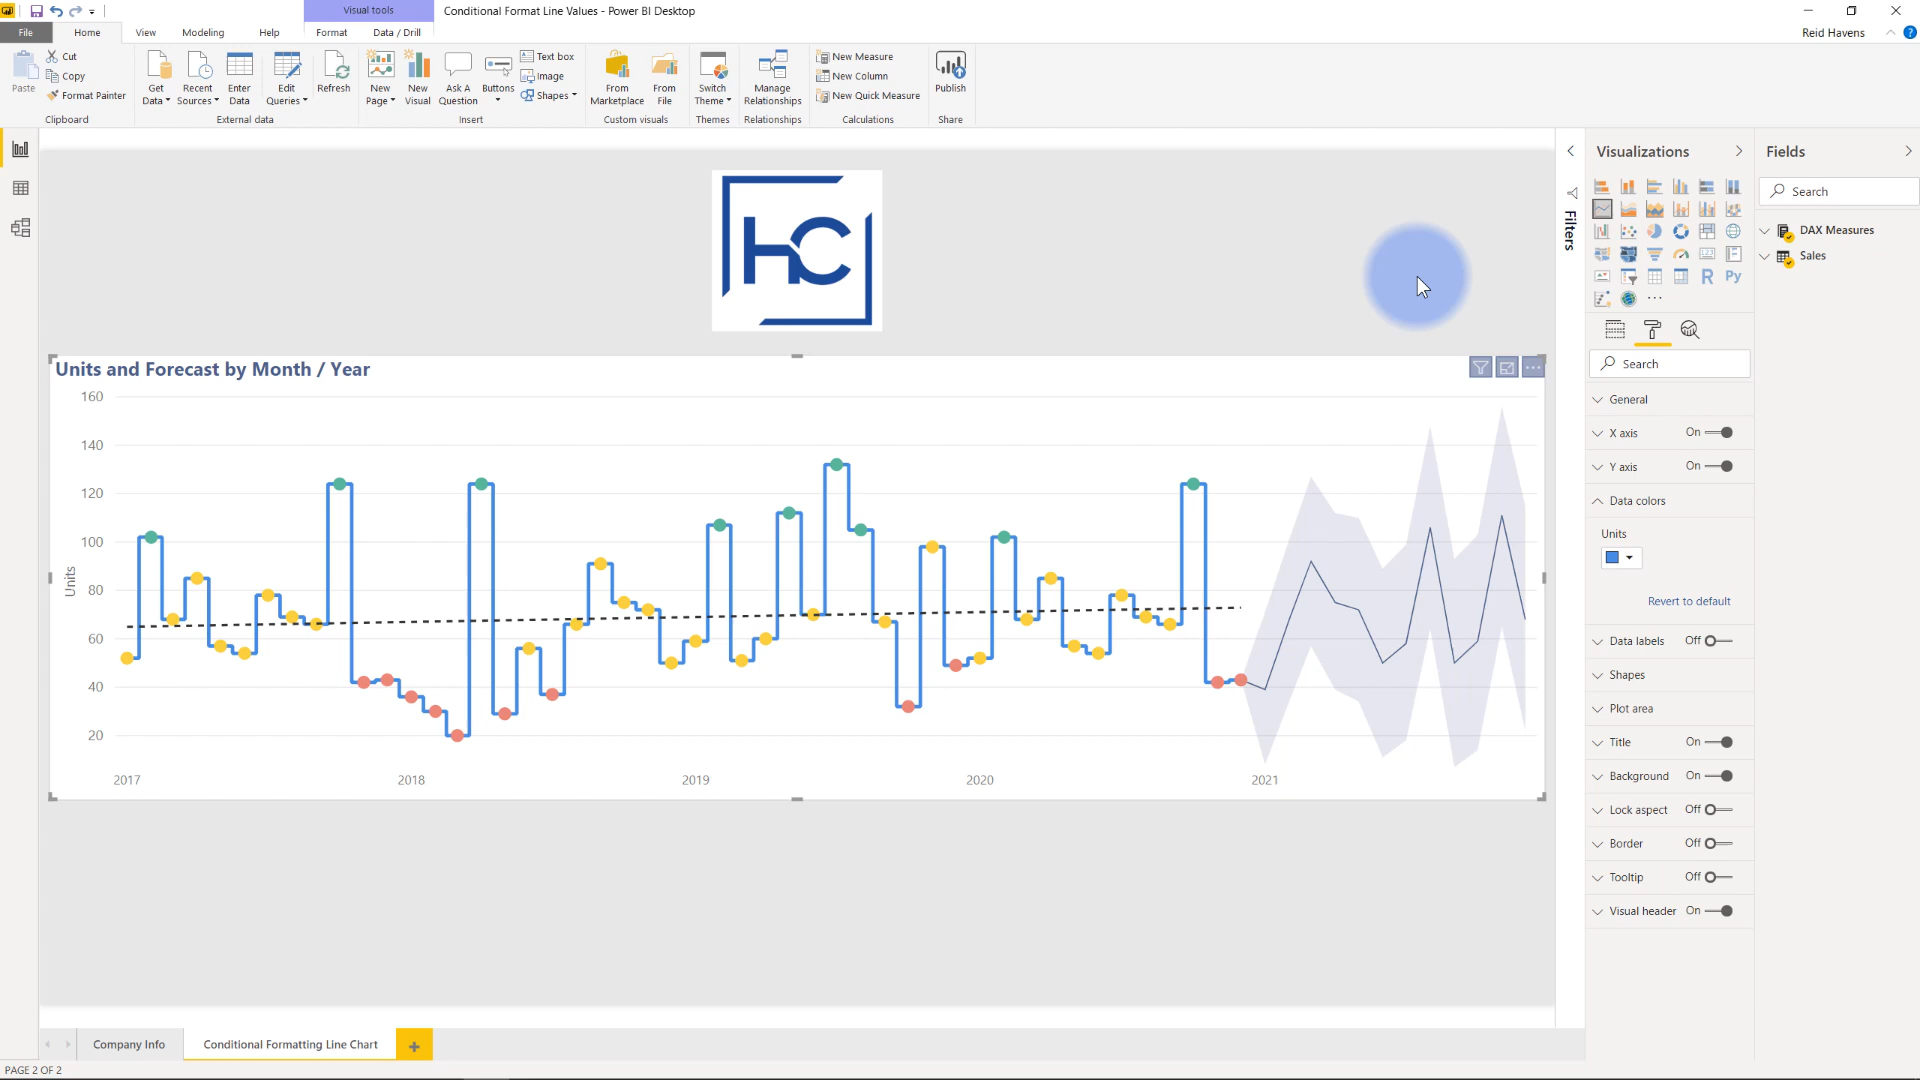 Visual tools
Conditional Format Line Values - Power BI Desktop
File
Home
View
Modeling
Help
Format
Data / Drill
Reid Havens
?
Paste
Cut
Copy
Format Painter
Clipboard
Get
Data
Recent
Sources
Enter
Data
Edit
Queries
Refresh
External data
New
Page
New
Visual
Ask A
Question
Buttons
Text box
Image
Shapes
Insert
From
Marketplace
From
File
Custom visuals
Switch
Theme
Themes
Manage
Relationships
Relationships
New Measure
New Column
New Quick Measure
Calculations
Publish
Share
HC
Units and Forecast by Month / Year
160
140
120
100
80
60
40
20
Units
2017
2018
2019
2020
2021
Filters
Visualizations
R
Py
123
Search
General
X axis On
Y axis On
Data colors
Units
Revert to default
Data labels Off
Shapes
Plot area
Title On
Background On
Lock aspect Off
Border Off
Tooltip Off
Visual header On
Fields
Search
DAX Measures
Sales
Company Info
Conditional Formatting Line Chart
PAGE 2 OF 2